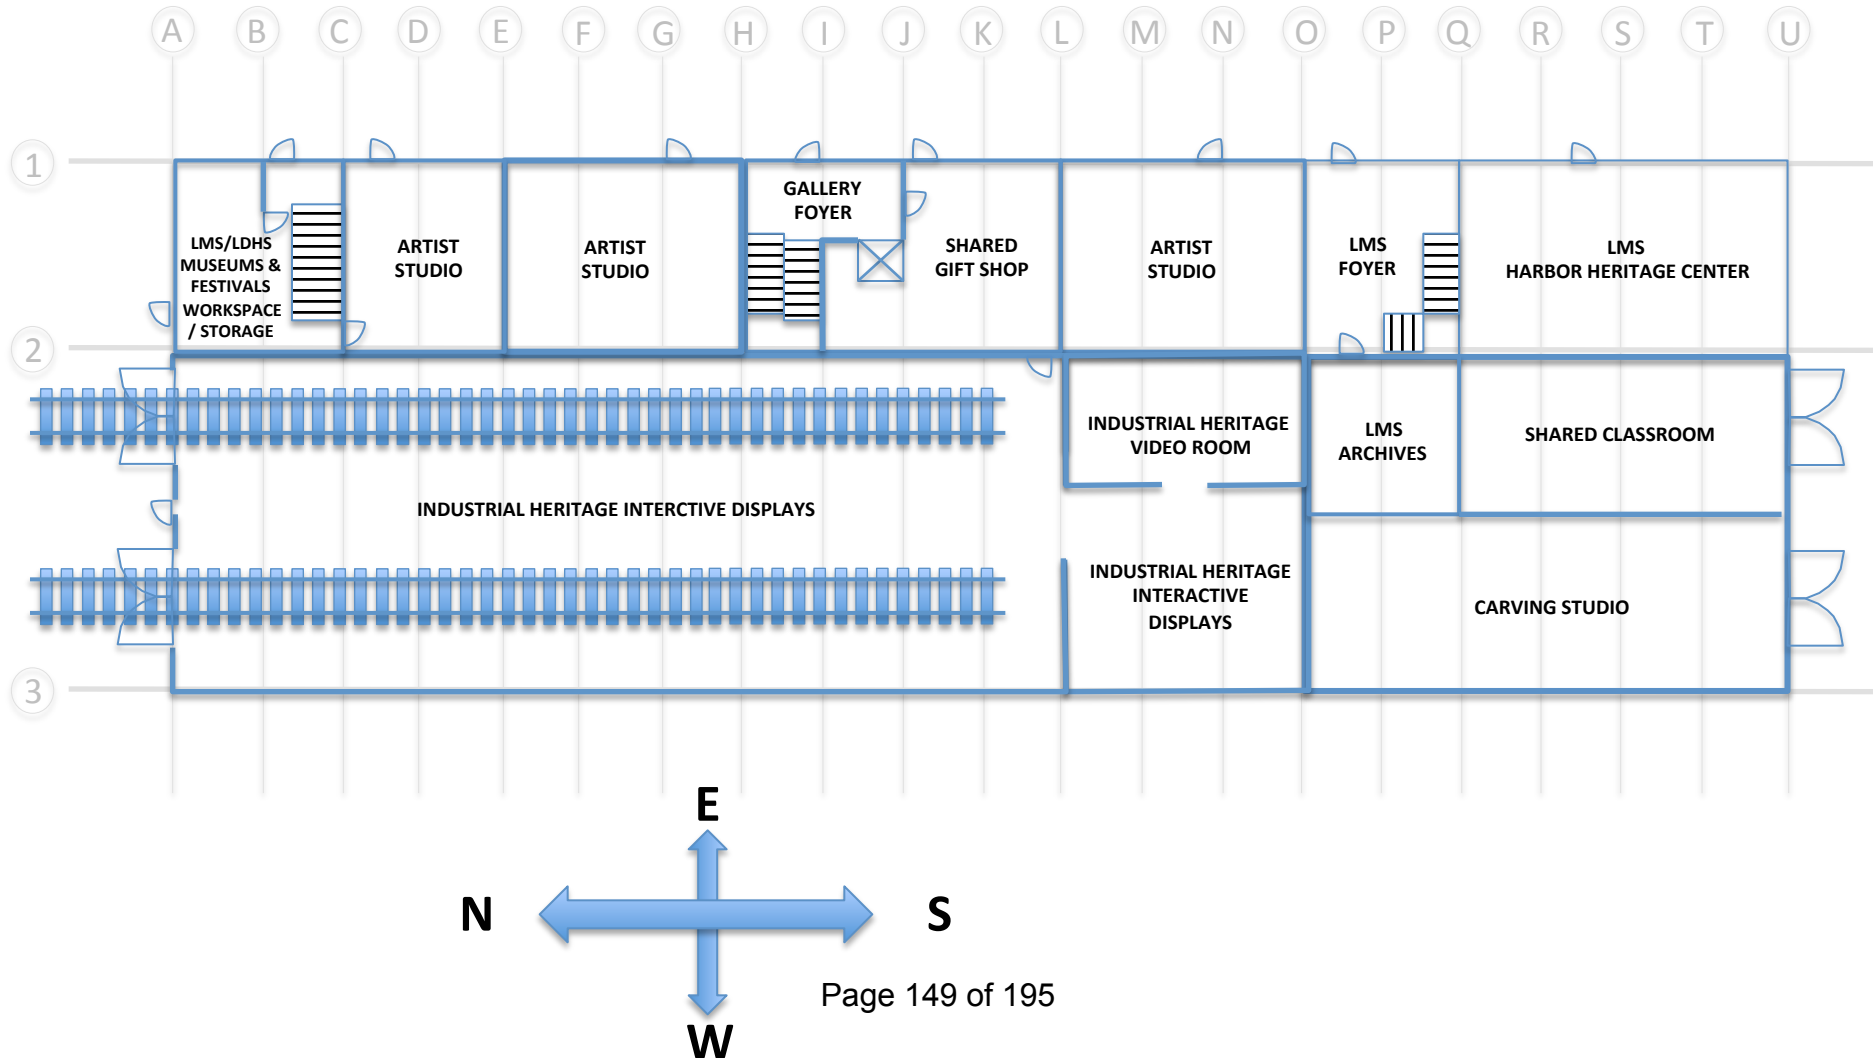 A B C D E F G H I J K L M N O P Q R S T U
1
GALLERY
FOYER
LMS/LDHS
MUSEUMS &
FESTIVALS
WORKSPACE
/ STORAGE
ARTIST
STUDIO
ARTIST
STUDIO
SHARED
GIFT SHOP
ARTIST
STUDIO
LMS
FOYER
LMS
HARBOR HERITAGE CENTER
2
INDUSTRIAL HERITAGE
VIDEO ROOM
LMS
ARCHIVES
SHARED CLASSROOM
INDUSTRIAL HERITAGE INTERCTIVE DISPLAYS
INDUSTRIAL HERITAGE
INTERACTIVE
DISPLAYS
CARVING STUDIO
3
E
N
S
W
Page 149 of 195